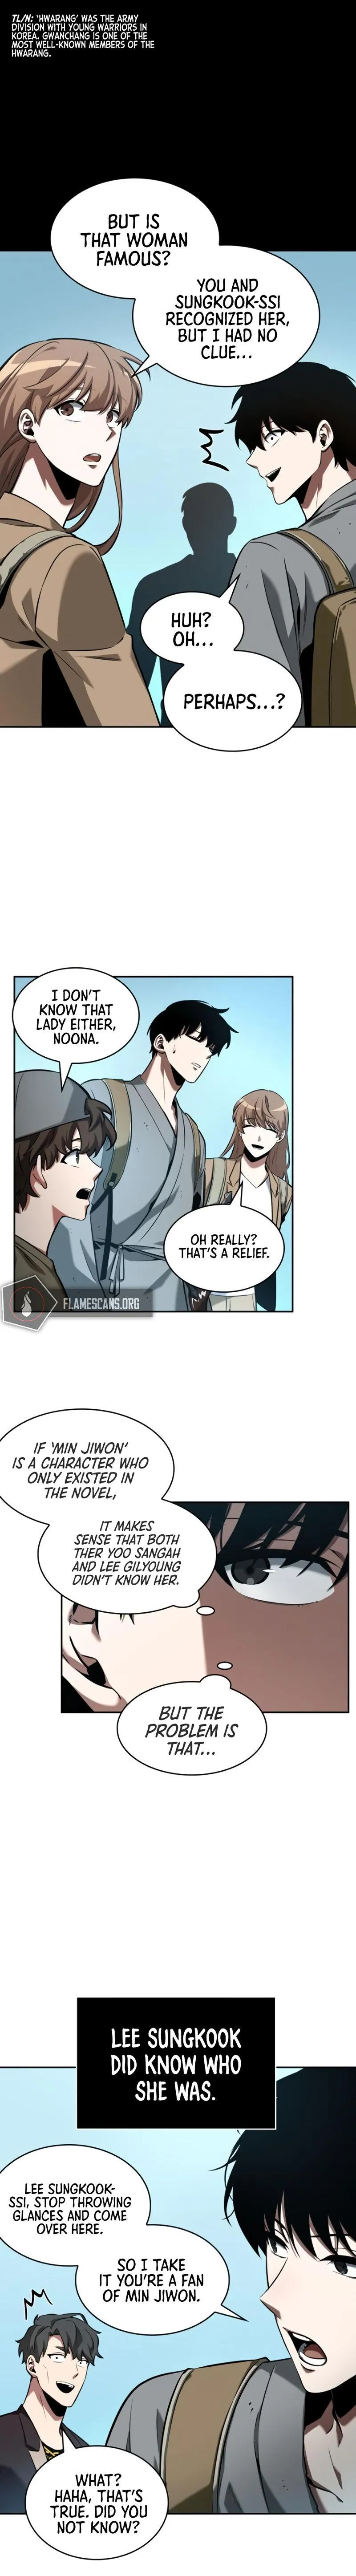 TL/N: 'HWARANG' WAS THE ARMY
DIVISION WITH YOUNG WARRIORS IN
KOREA. GWANCHANG IS ONE OF THE
MOST WELL-KNOWN MEMBERS OF THE
HWARANG.
BUT IS
THAT WOMAN
FAMOUS?
YOU AND
SUNGKOOK-SSI
RECOGNIZED HER,
BUT I HAD NO
CLUE...
HUH?
OH...
PERHAPS...?
I DON'T
KNOW THAT
LADY EITHER,
NOONA.
OH REALLY?
THAT'S A RELIEF.
FLAMESCANS.ORG
IF 'MIN JIWON'
IS A CHARACTER WHO
ONLY EXISTED IN
THE NOVEL,
IT MAKES
SENSE THAT BOTH
THER YOO SANGAH
AND LEE GILYOUNG
DIDN'T KNOW HER.
BUT THE
PROBLEM IS
THAT...
LEE SUNGKOOK
DID KNOW WHO
SHE WAS.
LEE SUNGKOOK-
SSI, STOP THROWING
GLANCES AND COME
OVER HERE.
SO I TAKE
IT YOU'RE A FAN
OF MIN JIWON.
WHAT?
HAHA, THAT'S
TRUE. DID YOU
NOT KNOW?